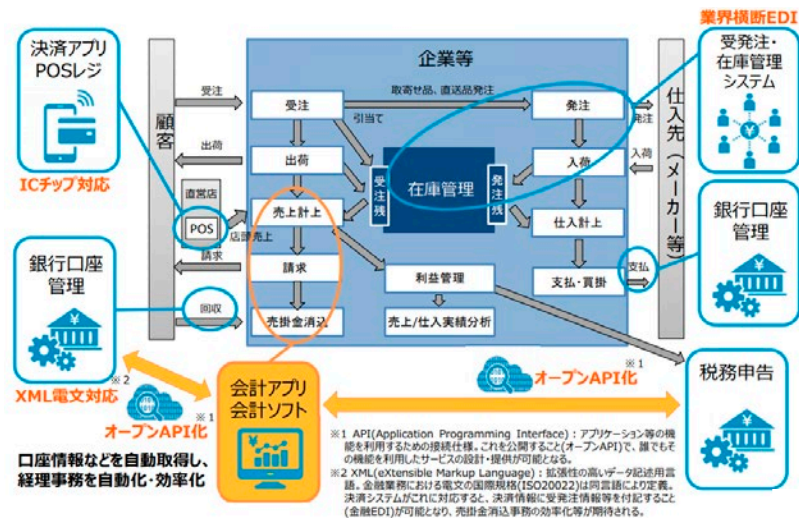 業界横断EDI
決済アプリ
POSレジ
ICチップ対応
企業等
受発注・
在庫管理
システム
顧客
受注
出荷
直営店
POS
店頭売上
請求
回収
受注
取寄せ品、直送品発注
発注
引当て
出荷
受注残
在庫管理
発注残
入荷
売上計上
仕入計上
請求
利益管理
支払・買掛
売掛金消込
売上/仕入実績分析
発注
入荷
支払
仕入先(メーカー等)
銀行口座
管理
銀行口座
管理
XML電文対応
※2
オープンAPI化
※1
会計アプリ
会計ソフト
オープンAPI化
※1
税務申告
口座情報などを自動取得し、
経理事務を自動化・効率化
※1 API(Application Programming Interface):アプリケーション等の機
能を利用するための接続仕様。これを公開すること(オープンAPI)で、誰でもそ
の機能を利用したサービスの設計・提供が可能となる。
※2 XML(eXtensible Markup Language):拡張性の高いデータ記述用言
語。金融業務における電文の国際規格(ISO20022)は同言語により定義。
決済システムがこれに対応すると、決済情報に受発注情報等を付記すること
(金融EDI)が可能となり、売掛金消込事務の効率化等が期待される。